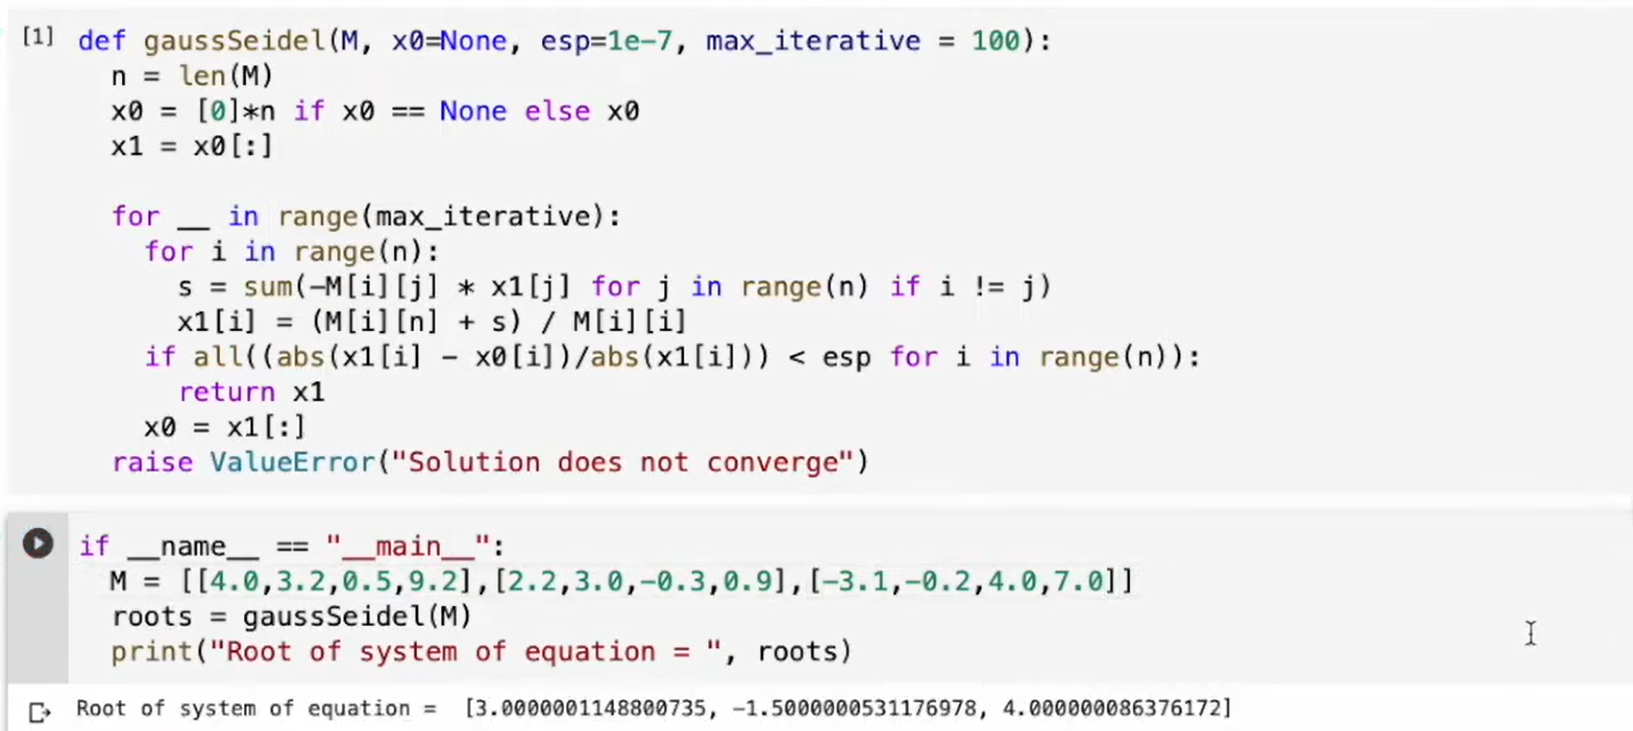 [1] def gaussSeidel(M, x0=None, esp=1e-7, max_iterative = 100):
n = len(M)
x0 = [0]*n if x0 == None else x0
x1 = x0[:]
for __ in range(max_iterative):
for i in range(n):
s = sum(-M[i][j] * x1[j] for j in range(n) if i != j)
x1[i] = (M[i][n] + s) / M[i][i]
if all((abs(x1[i] - x0[i])/abs(x1[i])) < esp for i in range(n)):
return x1
x0 = x1[:]
raise ValueError("Solution does not converge")
if __name__ == "__main__":
M = [[4.0,3.2,0.5,9.2],[2.2,3.0,-0.3,0.9],[-3.1,-0.2,4.0,7.0]]
roots = gaussSeidel(M)
print("Root of system of equation = ", roots)
Root of system of equation =  [3.0000001148800735, -1.5000000531176978, 4.000000086376172]